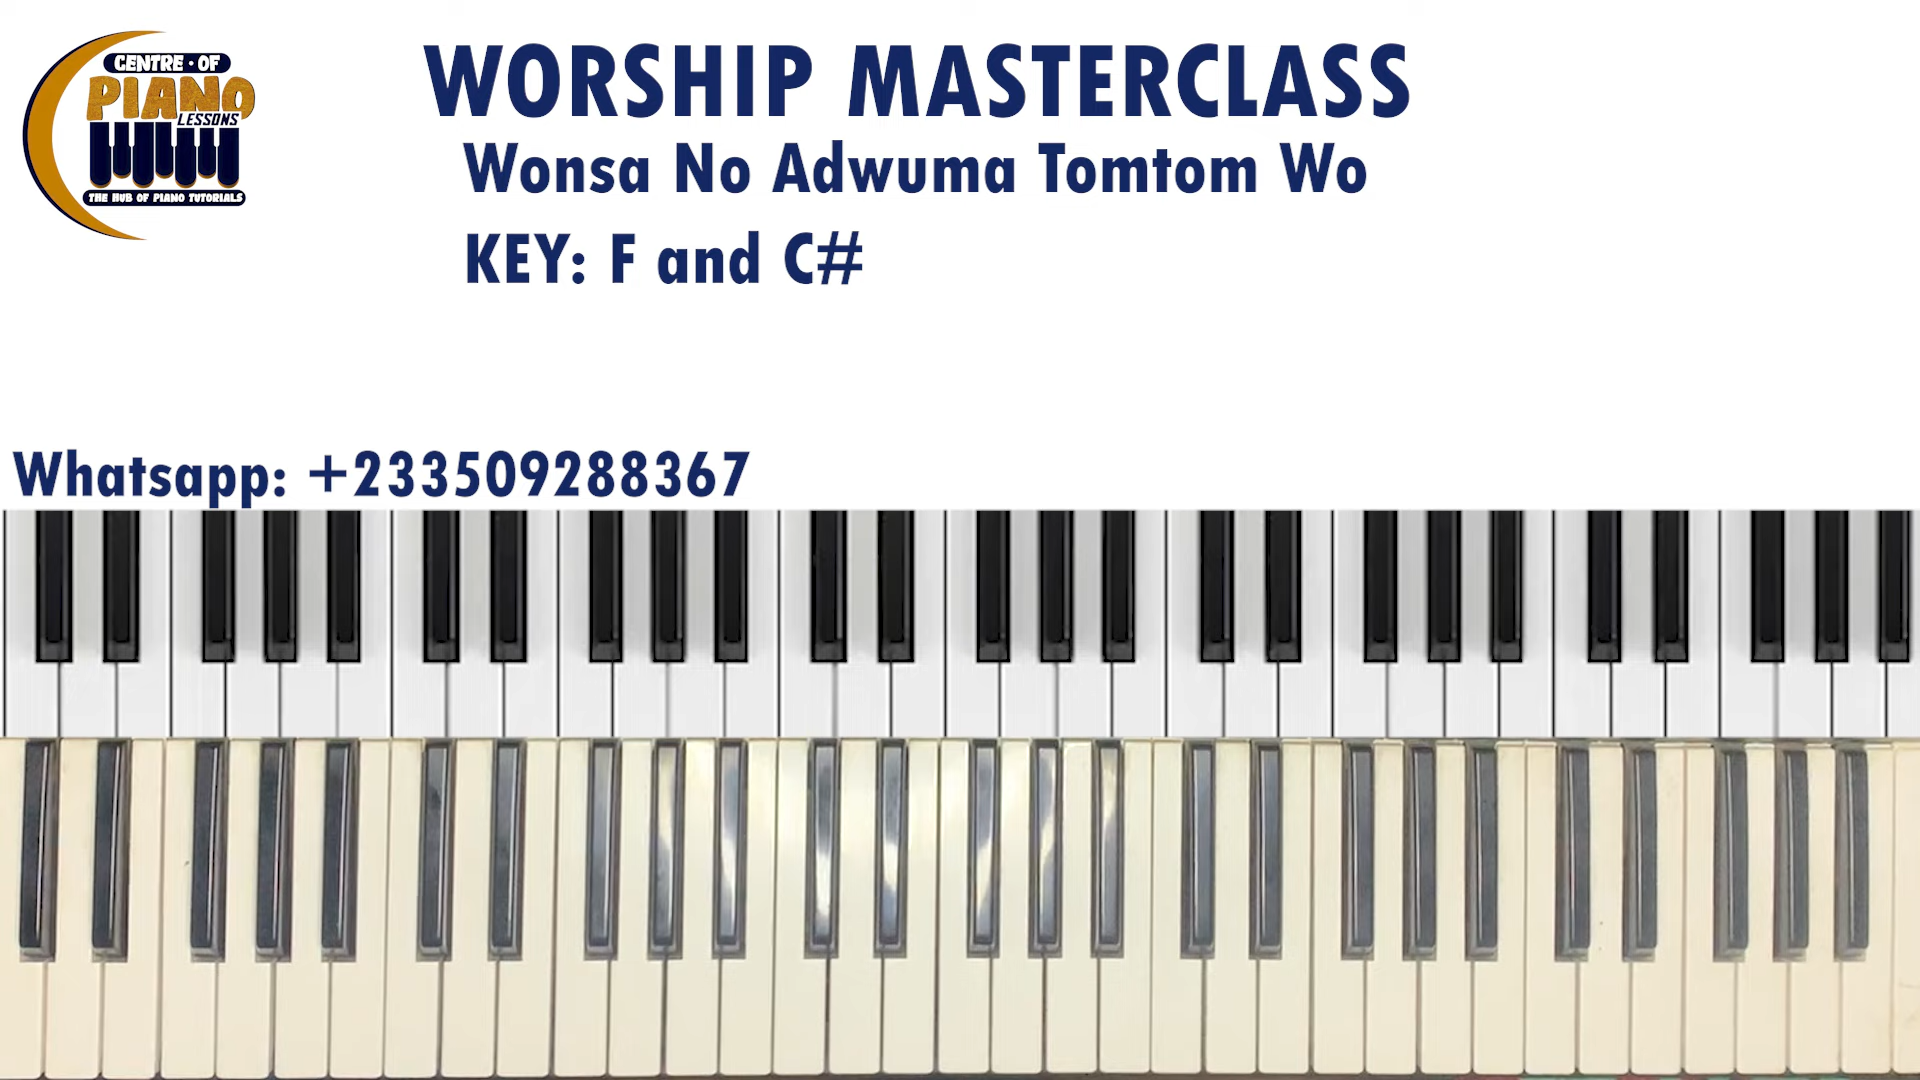 CENTRE · OF
PIANO
LESSONS
THE HUB OF PIANO TUTORIALS
WORSHIP MASTERCLASS
Wonsa No Adwuma Tomtom Wo
KEY: F and C#
Whatsapp: +233509288367